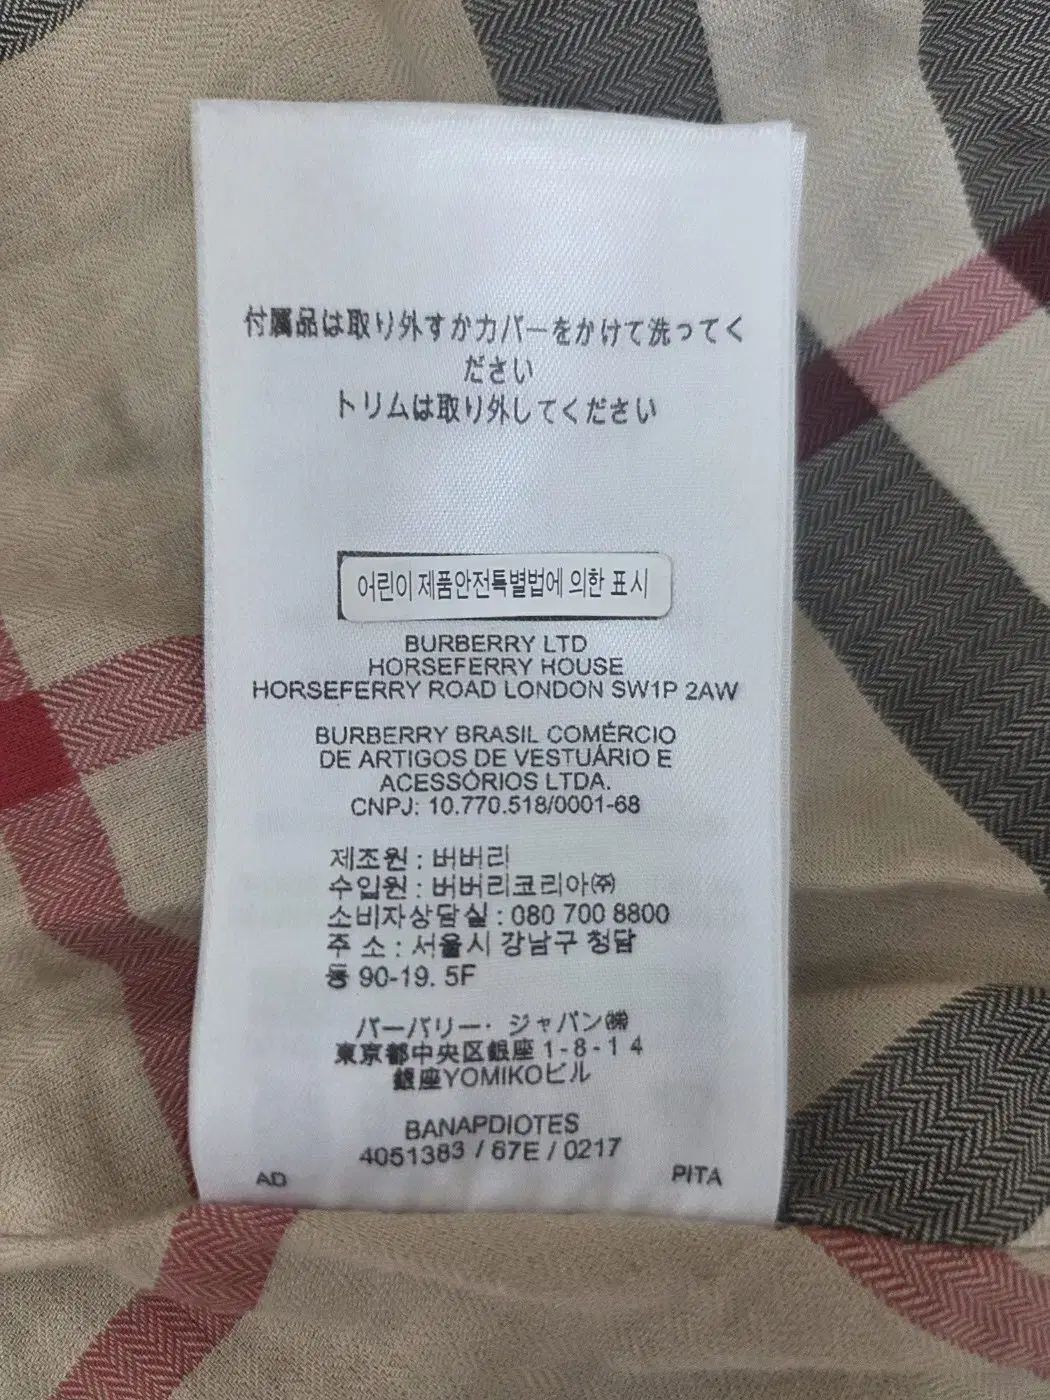 付属品は取り外すかカバーをかけて洗ってく
ださい
トリムは取り外してください
어린이 제품안전특별법에 의한 표시
BURBERRY LTD
HORSEFERRY HOUSE
HORSEFERRY ROAD LONDON SW1P 2AW
BURBERRY BRASIL COMÉRCIO
DE ARTIGOS DE VESTUÁRIO E
ACESSÓRIOS LTDA.
CNPJ: 10.770.518/0001-68
제조원 : 버버리
수입원 : 버버리코리아㈜
소비자상담실 : 080 700 8800
주 소 : 서울시 강남구 청담
동 90-19. 5F
バーバリー・ジャパン㈱
東京都中央区銀座 1-8-14
銀座YOMIKOビル
BANAPDIOTES
4051383 / 67E / 0217
AD PITA